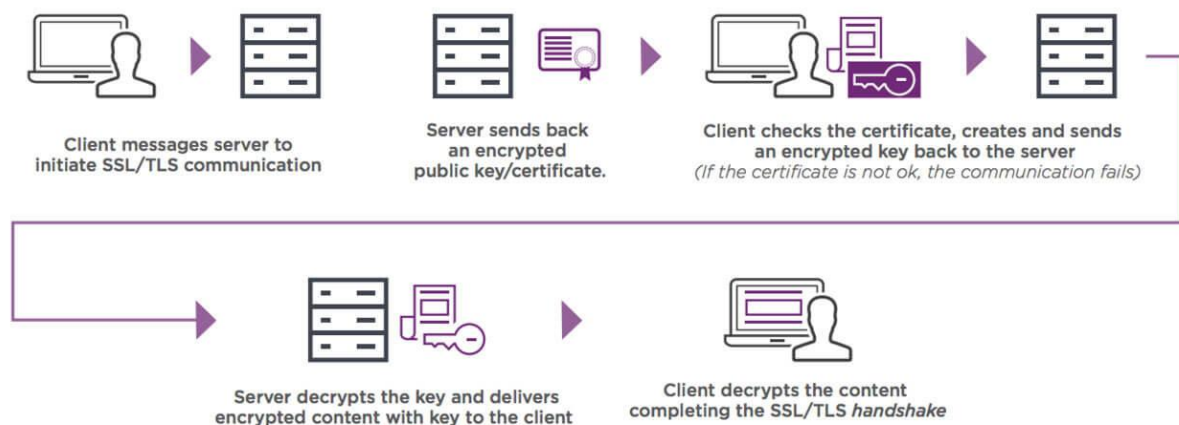 Client messages server to
initiate SSL/TLS communication
Server sends back
an encrypted
public key/certificate.
Client checks the certificate, creates and sends
an encrypted key back to the server
(If the certificate is not ok, the communication fails)
Server decrypts the key and delivers
encrypted content with key to the client
Client decrypts the content
completing the SSL/TLS handshake